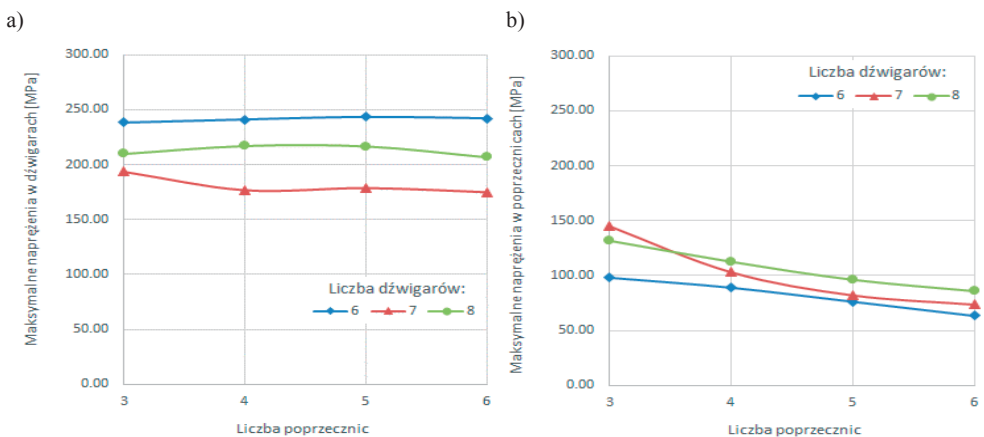 a)
Maksymalne naprężenia w dźwigarach [MPa]
300.00
250.00
200.00
150.00
100.00
50.00
0.00
3 4 5 6
Liczba poprzecznic
Liczba dźwigarów:
6 7 8
b)
Maksymalne naprężenia w poprzecznicach [MPa]
300.00
250.00
200.00
150.00
100.00
50.00
0.00
3 4 5 6
Liczba poprzecznic
Liczba dźwigarów:
6 7 8